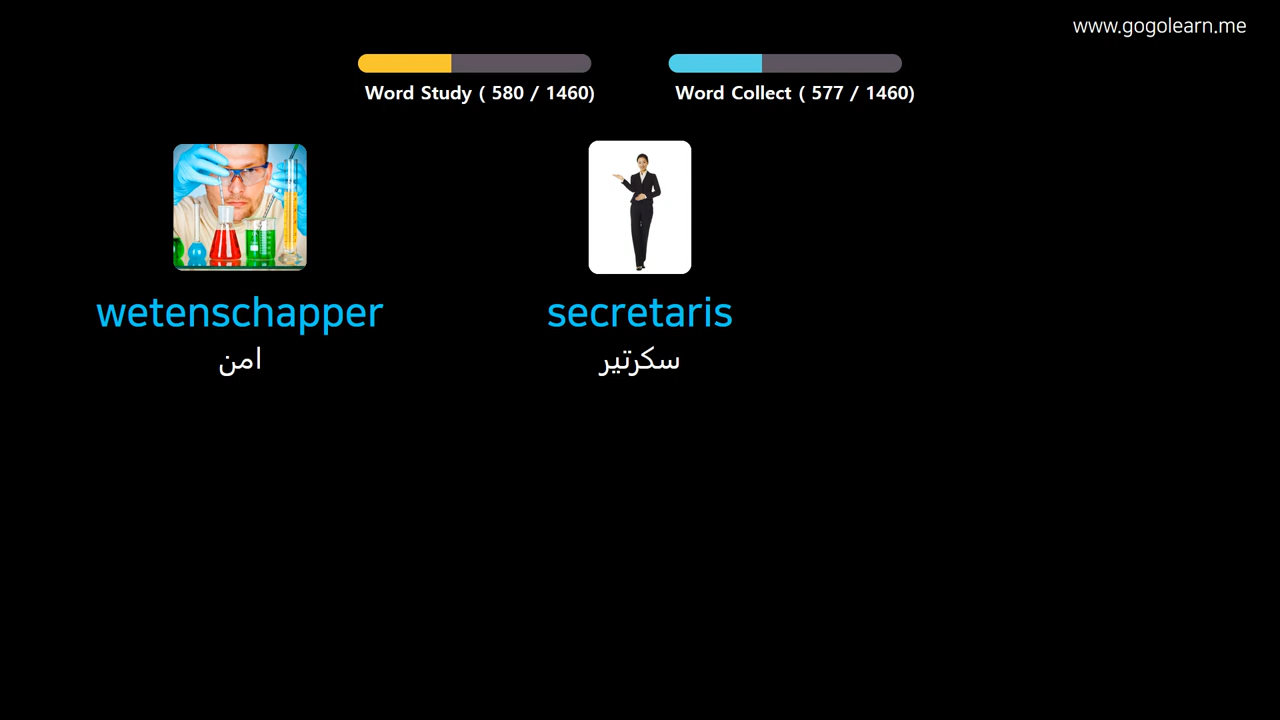 www.gogolearn.me
Word Study ( 580 / 1460)
Word Collect ( 577 / 1460)
wetenschapper
امن
secretaris
سکرتیر